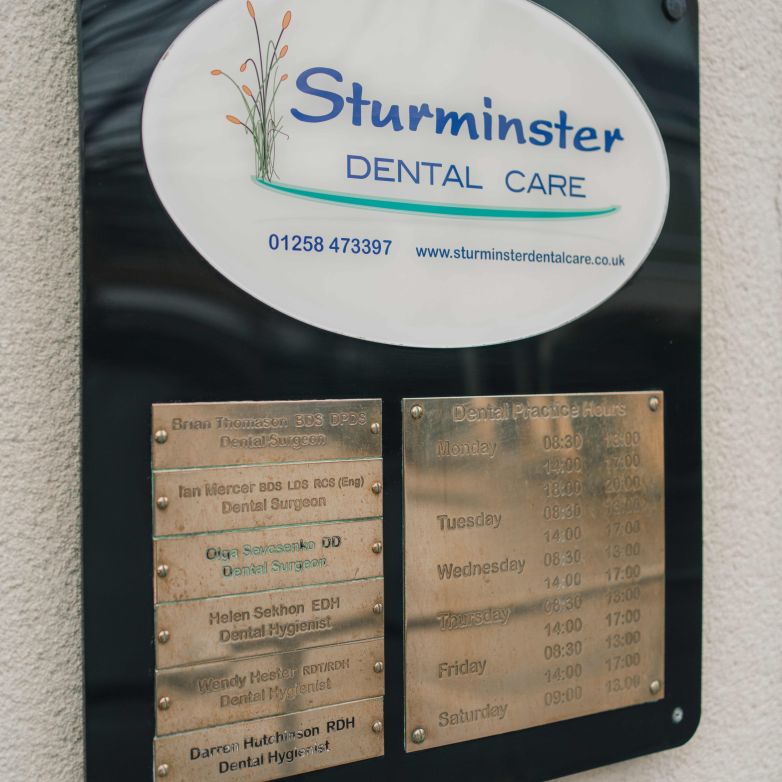 Sturminster
DENTAL CARE
01258 473397 www.sturminsterdentalcare.co.uk
Brian Thomason BDS DPDS
Dental Surgeon
Ian Mercer BDS LDS RCS (Eng)
Dental Surgeon
Olga Sevcsenko DD
Dental Surgeon
Helen Sekhon EDH
Dental Hygienist
Wendy Hester RDT/RDH
Dental Hygienist
Darren Hutchinson RDH
Dental Hygienist
Dental Practice Hours
Monday 08:30 13:00
14:00 17:00
18:00 20:00
Tuesday 08:30 13:00
14:00 17:00
Wednesday 08:30 13:00
14:00 17:00
Thursday 08:30 13:00
14:00 17:00
Friday 08:30 13:00
14:00 17:00
Saturday 09:00 13:00